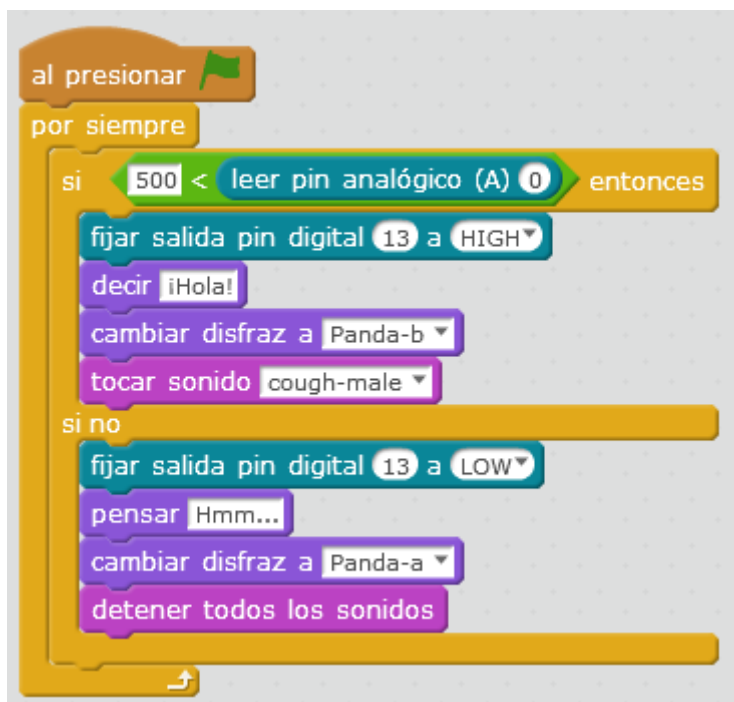 al presionar
por siempre
si 500 < leer pin analógico (A) 0 entonces
fijar salida pin digital 13 a HIGH
decir ¡Hola!
cambiar disfraz a Panda-b
tocar sonido cough-male
si no
fijar salida pin digital 13 a LOW
pensar Hmm...
cambiar disfraz a Panda-a
detener todos los sonidos